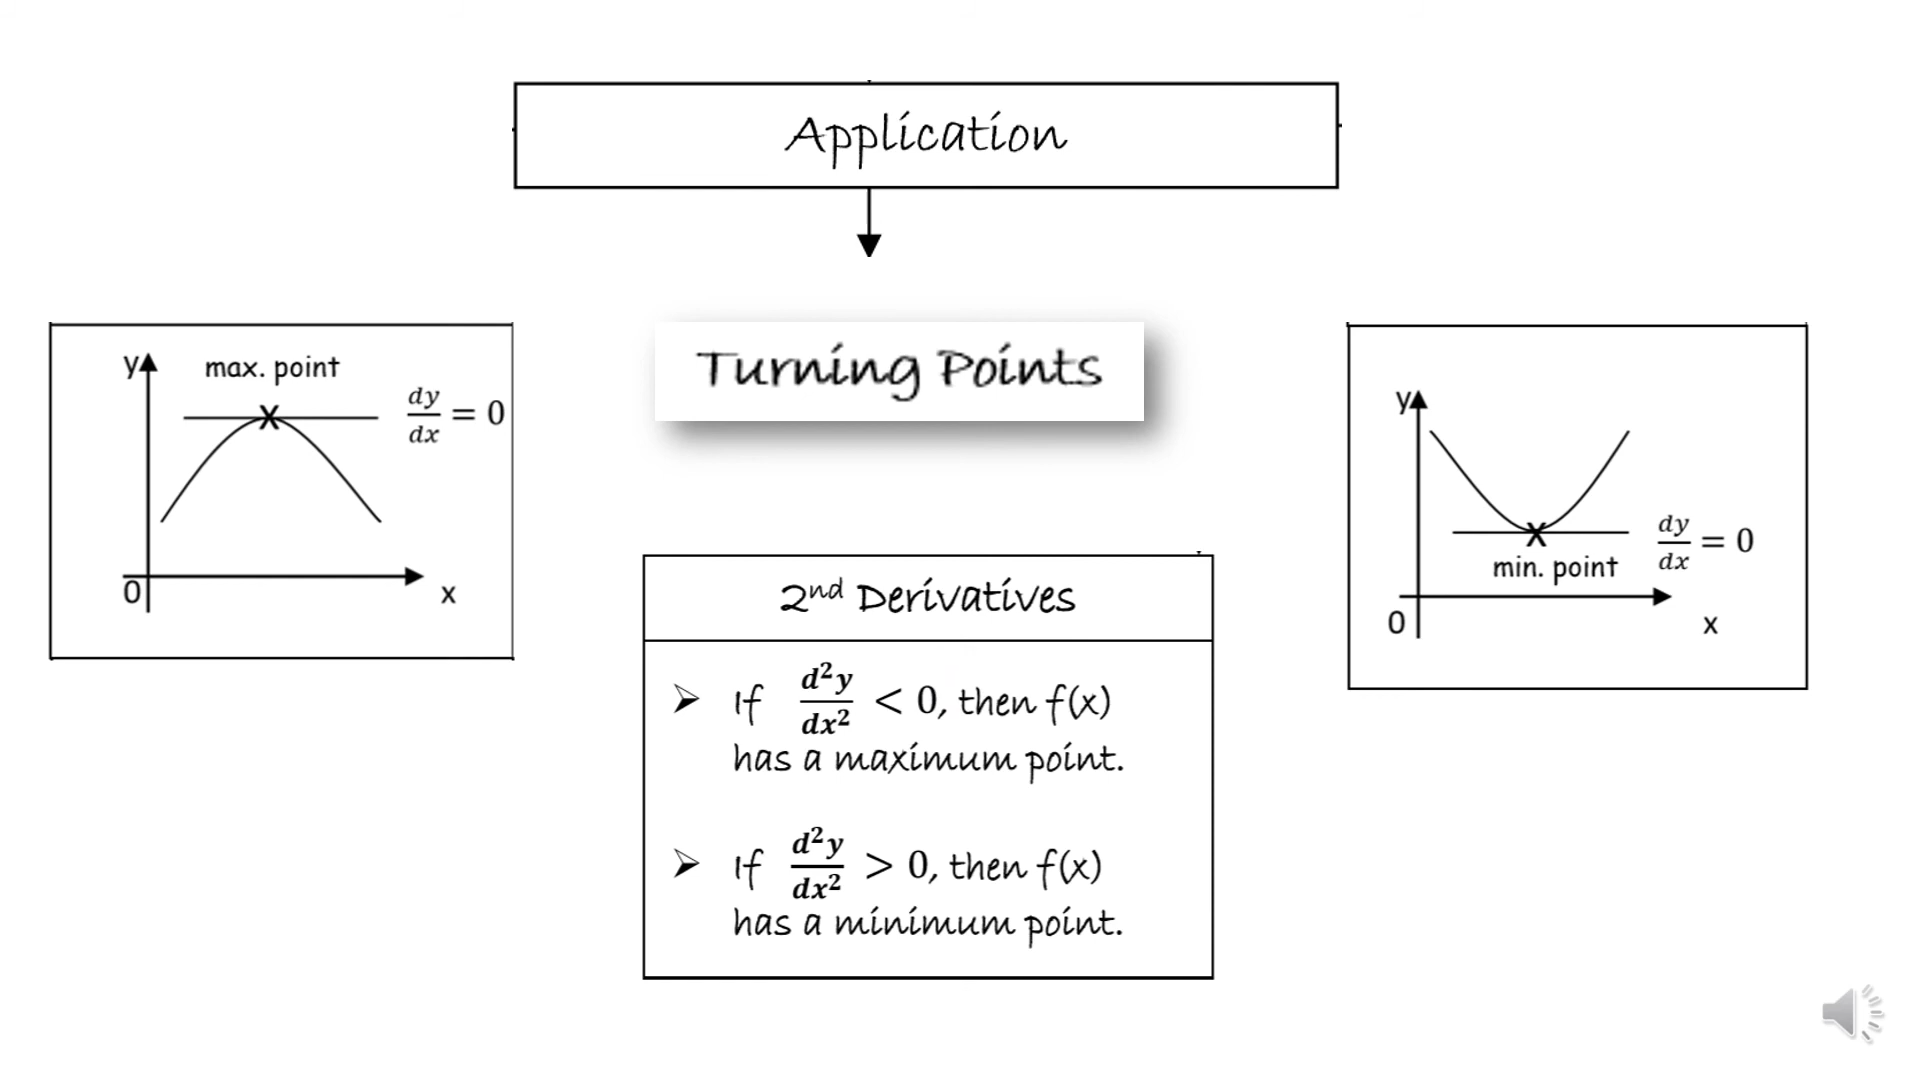 Application
Turning Points
y
max. point
dy/dx = 0
X
0
x
2nd Derivatives
➢ If d²y/dx² < 0, then f(x)
has a maximum point.
➢ If d²y/dx² > 0, then f(x)
has a minimum point.
y
X
dy/dx = 0
min. point
0
x